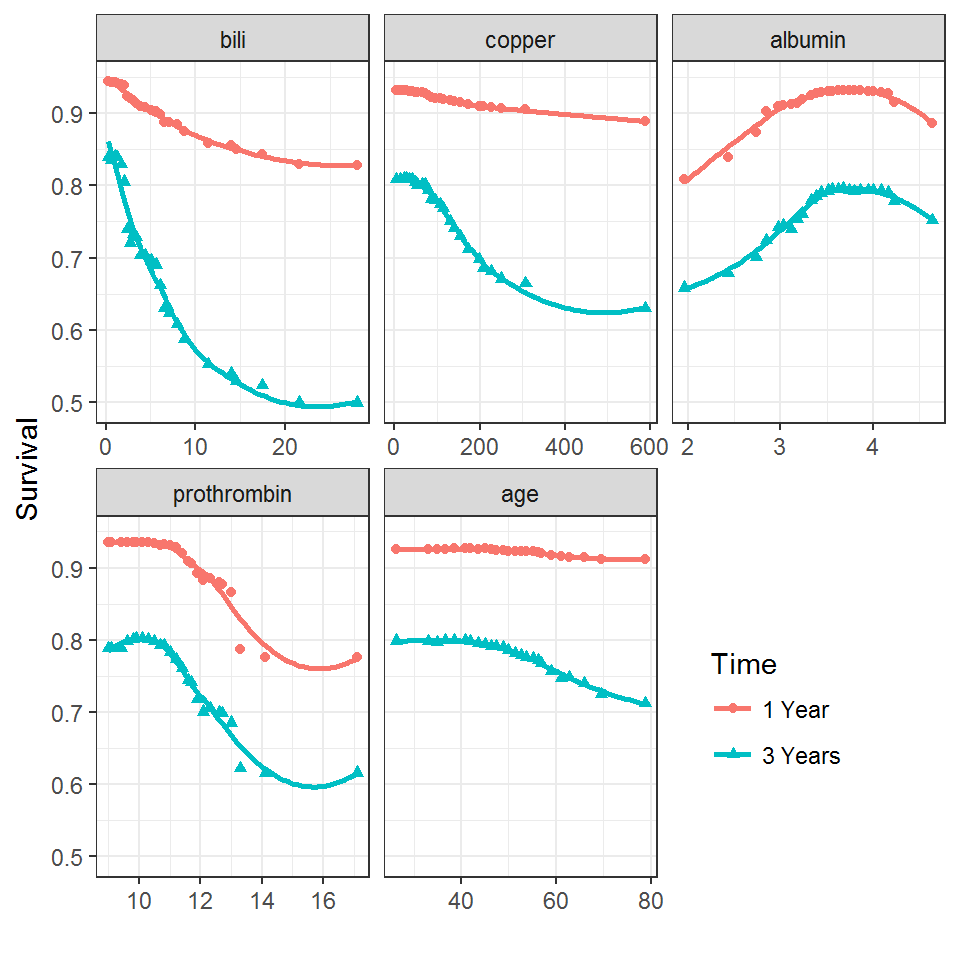 bili copper albumin
0.9
0.8
0.7
0.6
0.5
0 10 20 0 200 400 600 2 3 4
Survival
prothrombin age
0.9
0.8
0.7
0.6
0.5
10 12 14 16 40 60 80
Time
1 Year
3 Years